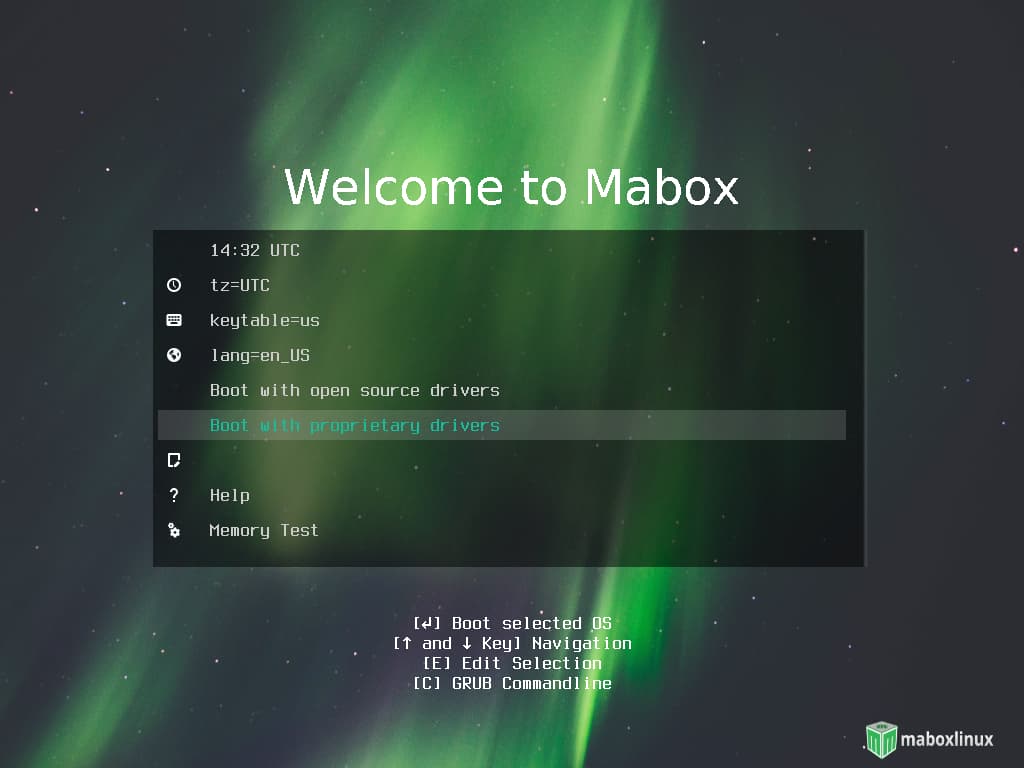 Welcome to Mabox
14:32 UTC
tz=UTC
keytable=us
lang=en_US
Boot with open source drivers
Boot with proprietary drivers
? Help
Memory Test
[↲] Boot selected OS
[↑ and ↓ Key] Navigation
[E] Edit Selection
[C] GRUB Commandline
maboxlinux